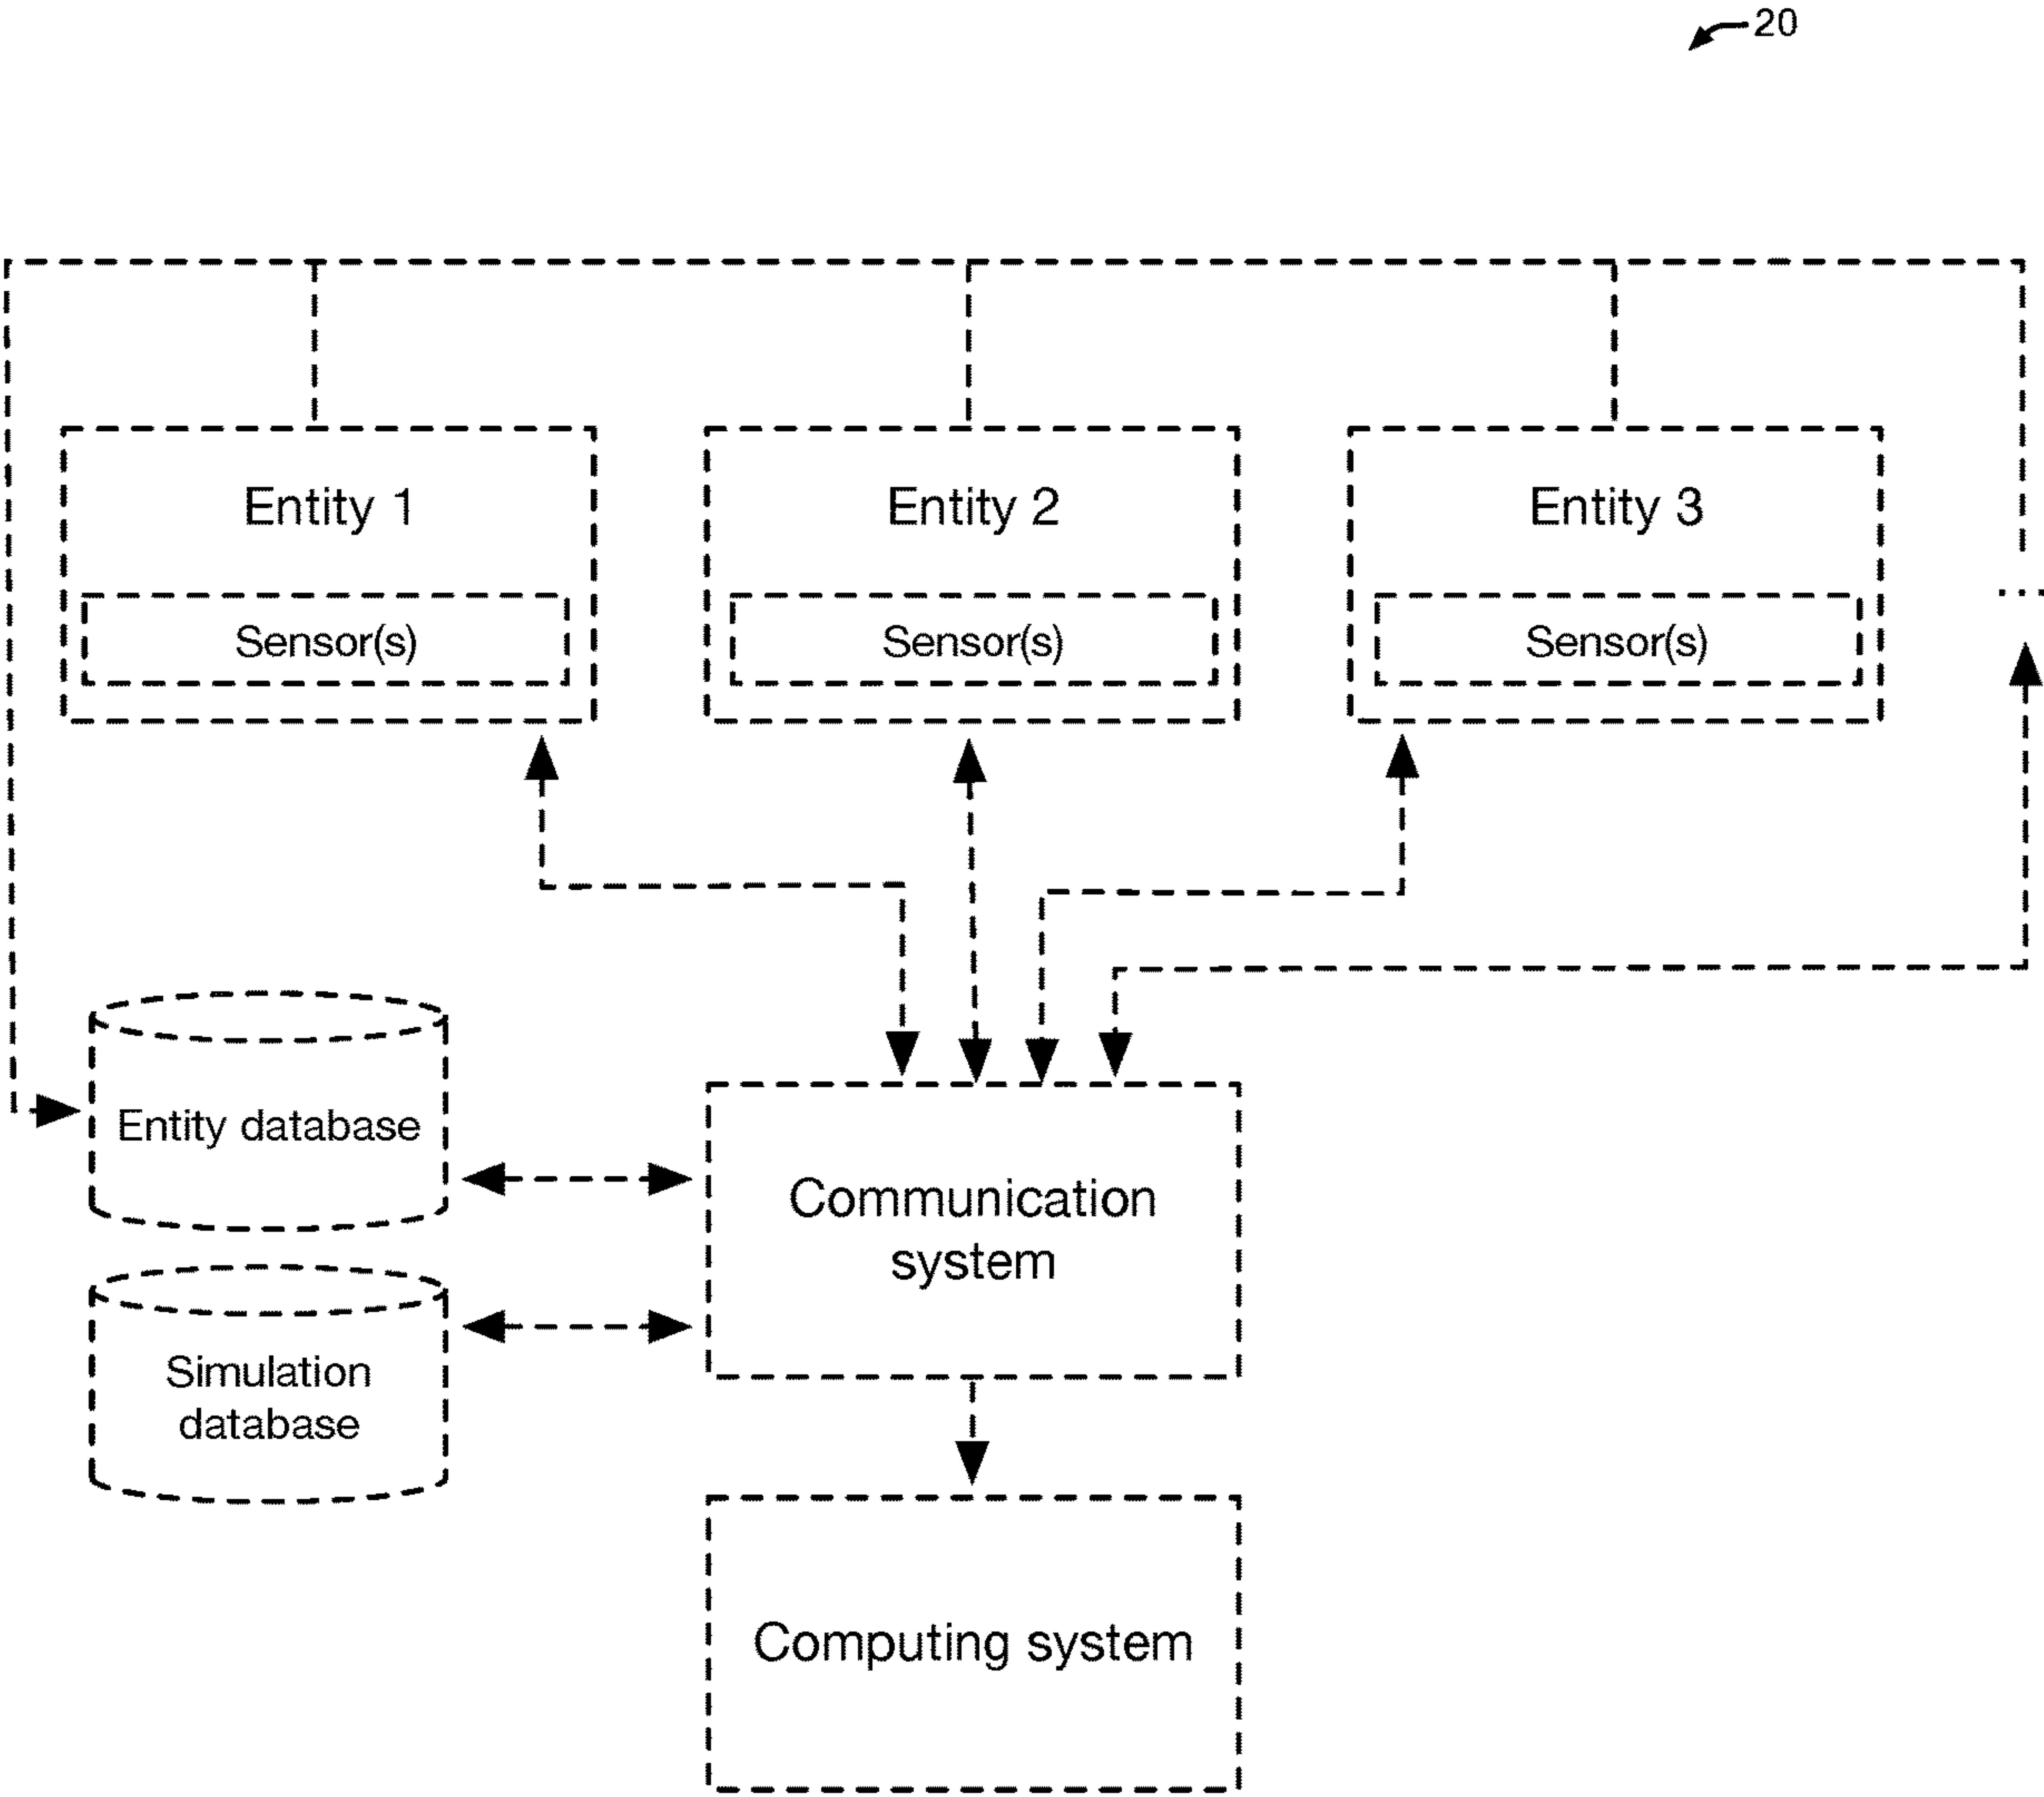 20
Entity 1
Entity 2
Entity 3
Sensor(s)
Sensor(s)
Sensor(s)
...
Entity database
Communication
system
Simulation
database
Computing system